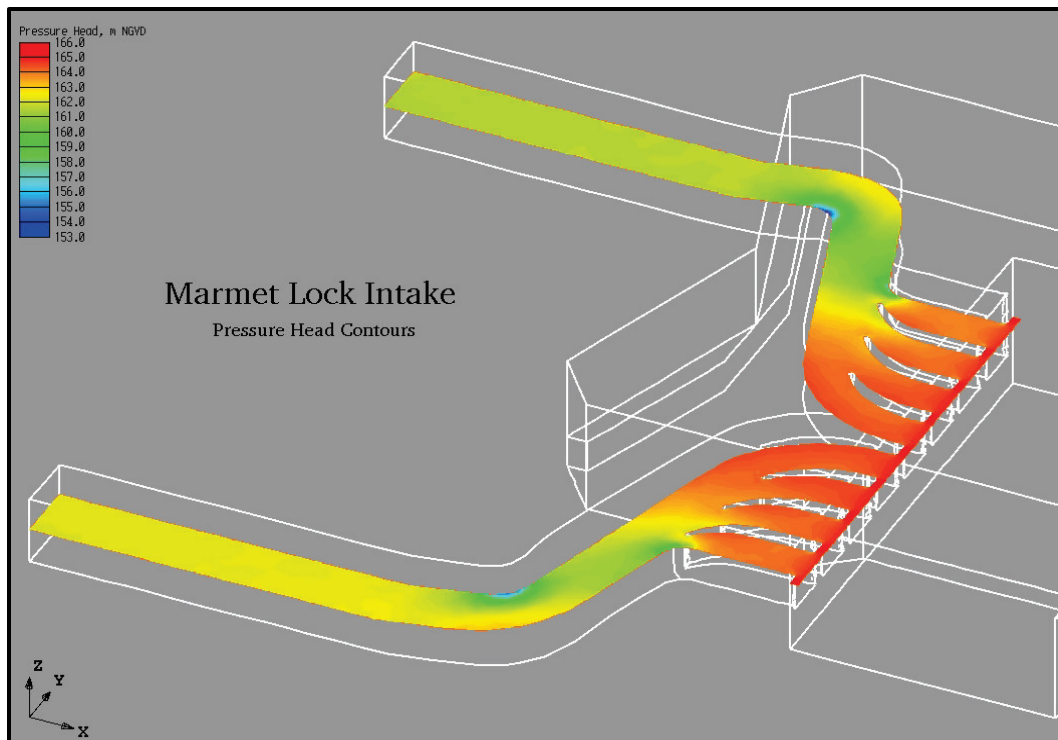 Pressure Head, m NGVD
166.0
165.0
164.0
163.0
162.0
161.0
160.0
159.0
158.0
157.0
156.0
155.0
154.0
153.0
Marmet Lock Intake
Pressure Head Contours
Z
Y
X